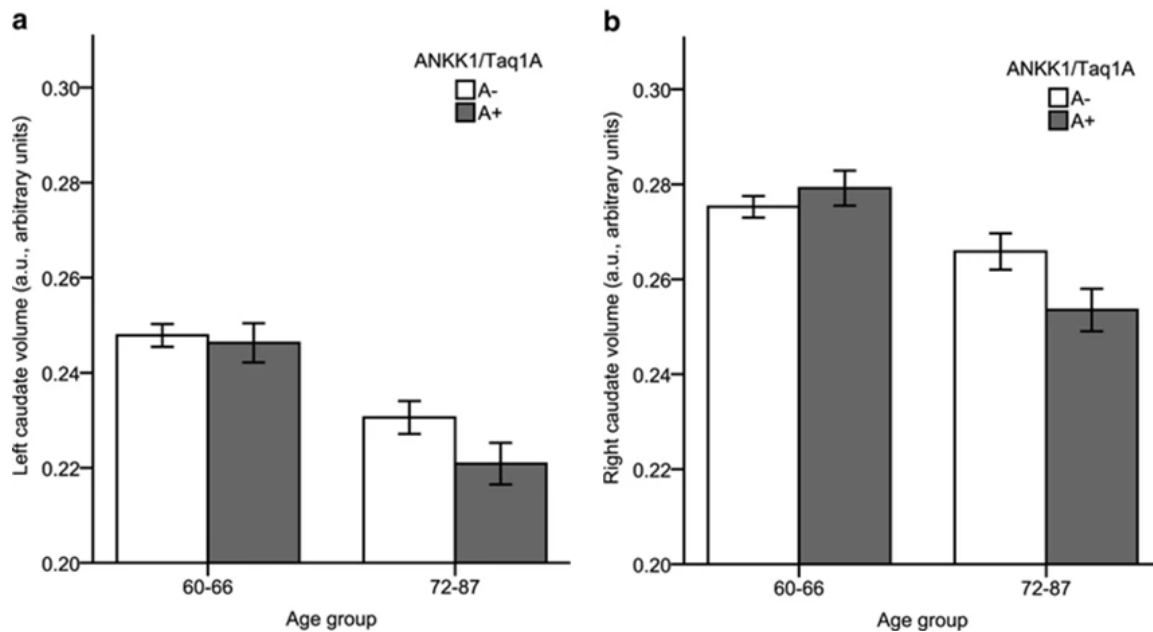 a
ANKK1/Taq1A
A-
A+
Left caudate volume (a.u., arbitrary units)
0.30
0.28
0.26
0.24
0.22
0.20
60-66
72-87
Age group
b
ANKK1/Taq1A
A-
A+
Right caudate volume (a.u., arbitrary units)
0.30
0.28
0.26
0.24
0.22
0.20
60-66
72-87
Age group